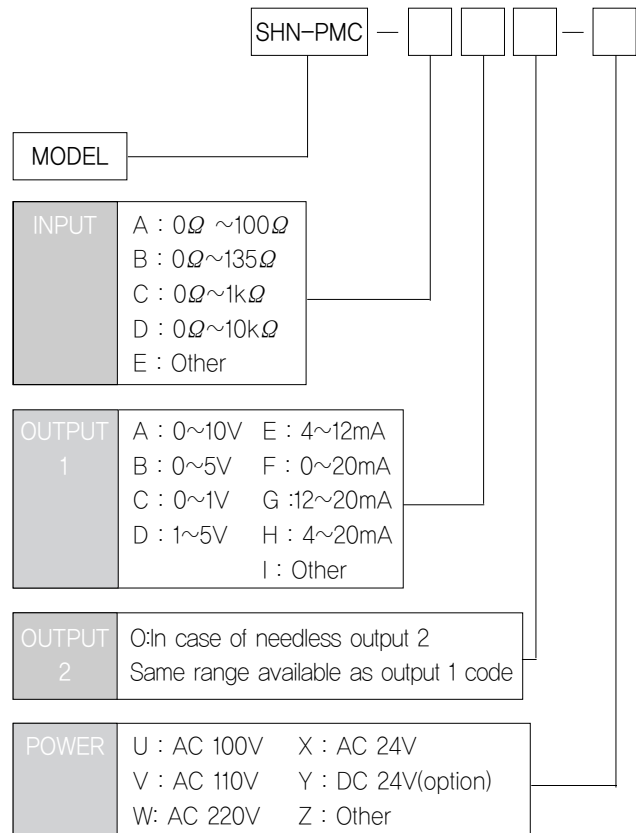 SHN-PMC — —
MODEL
INPUT
A : 0Ω ~100Ω
B : 0Ω~135Ω
C : 0Ω~1kΩ
D : 0Ω~10kΩ
E : Other
OUTPUT
1
A : 0~10V E : 4~12mA
B : 0~5V F : 0~20mA
C : 0~1V G :12~20mA
D : 1~5V H : 4~20mA
I : Other
OUTPUT
2
O:In case of needless output 2
Same range available as output 1 code
POWER
U : AC 100V X : AC 24V
V : AC 110V Y : DC 24V(option)
W: AC 220V Z : Other